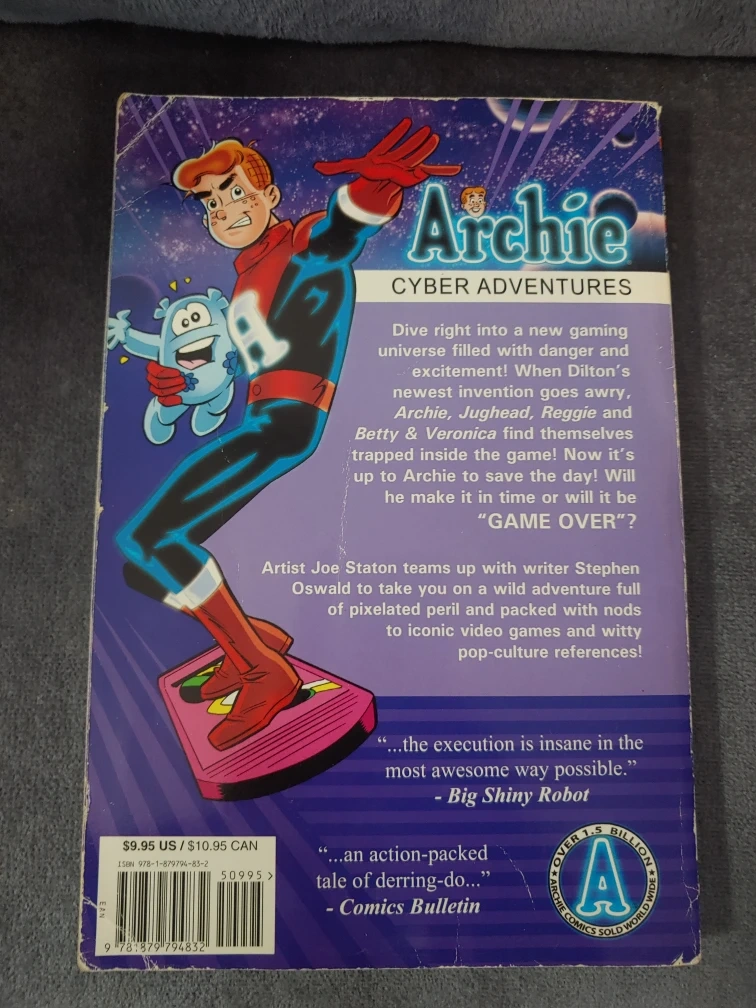 Archie
CYBER ADVENTURES
Dive right into a new gaming
universe filled with danger and
excitement! When Dilton's
newest invention goes awry,
Archie, Jughead, Reggie and
Betty & Veronica find themselves
trapped inside the game! Now it's
up to Archie to save the day! Will
he make it in time or will it be
"GAME OVER"?
Artist Joe Staton teams up with writer Stephen
Oswald to take you on a wild adventure full
of pixelated peril and packed with nods
to iconic video games and witty
pop-culture references!
"...the execution is insane in the
most awesome way possible."
- Big Shiny Robot
"...an action-packed
tale of derring-do..."
- Comics Bulletin
$9.95 US / $10.95 CAN
ISBN 978-1-879794-83-2
50995>
EAN
9 781879 794832
OVER 1.5 BILLION
A
ARCHIE COMICS SOLD WORLD WIDE
A